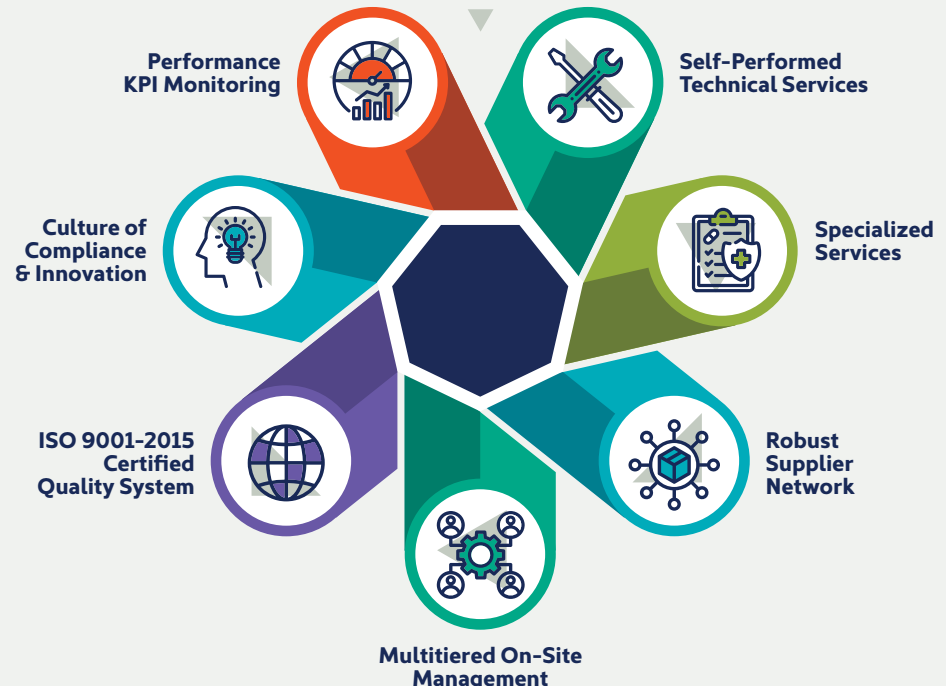 Performance
KPI Monitoring
Self-Performed
Technical Services
Culture of
Compliance
& Innovation
Specialized
Services
ISO 9001-2015
Certified
Quality System
Robust
Supplier
Network
Multitiered On-Site
Management